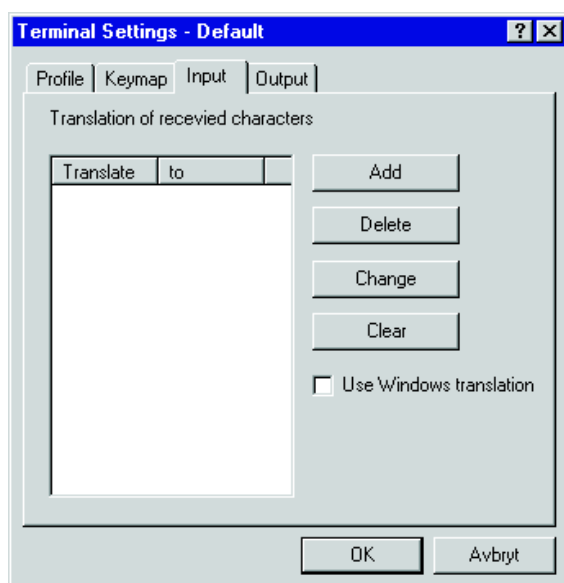 Terminal Settings - Default
Profile Keymap Input Output
Translation of recevied characters
Translate to
Add
Delete
Change
Clear
Use Windows translation
OK Avbryt